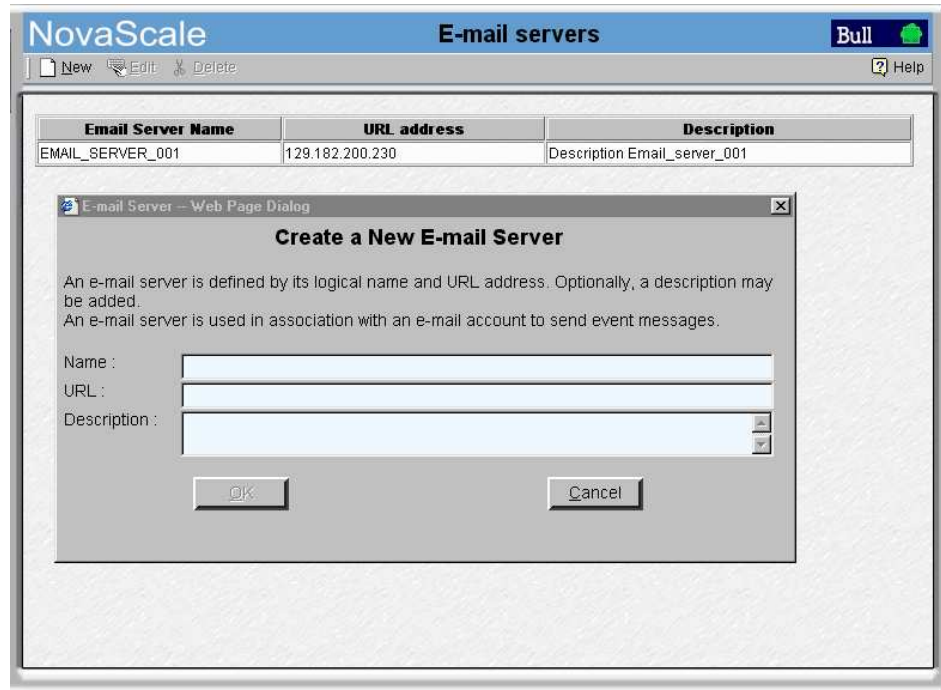 NovaScale E-mail servers Bull
New Edit Delete Help
Email Server Name URL address Description
EMAIL_SERVER_001 129.182.200.230 Description Email_server_001
E-mail Server -- Web Page Dialog
Create a New E-mail Server
An e-mail server is defined by its logical name and URL address. Optionally, a description may
be added.
An e-mail server is used in association with an e-mail account to send event messages.
Name :
URL :
Description :
OK Cancel